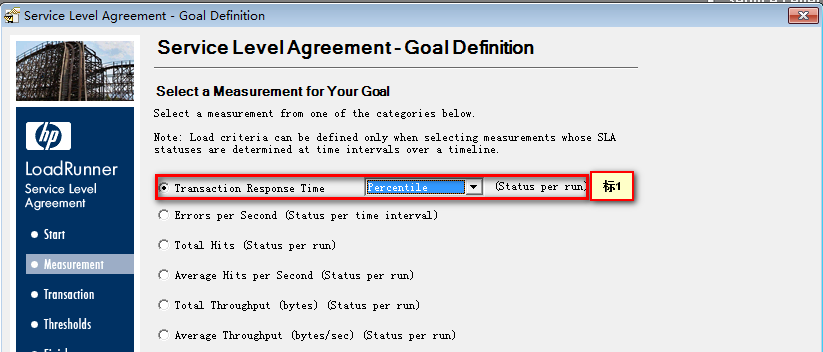 Service Level Agreement - Goal Definition
Service Level Agreement - Goal Definition
Select a Measurement for Your Goal
Select a measurement from one of the categories below.
Note: Load criteria can be defined only when selecting measurements whose SLA
statuses are determined at time intervals over a timeline.
hp
LoadRunner
Service Level
Agreement
Start
Measurement
Transaction
Thresholds
Transaction Response Time Percentile (Status per run) 标1
Errors per Second (Status per time interval)
Total Hits (Status per run)
Average Hits per Second (Status per run)
Total Throughput (bytes) (Status per run)
Average Throughput (bytes/sec) (Status per run)